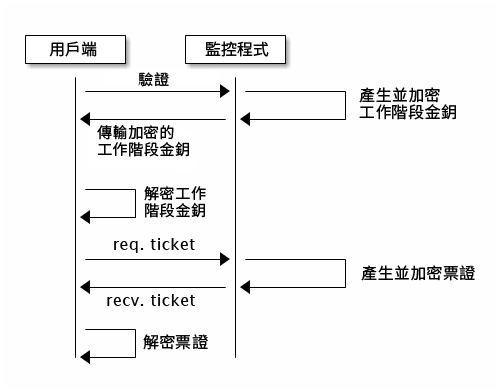 用戶端
監控程式
驗證
產生並加密
工作階段金鑰
傳輸加密的
工作階段金鑰
解密工作
階段金鑰
req. ticket
產生並加密票證
recv. ticket
解密票證